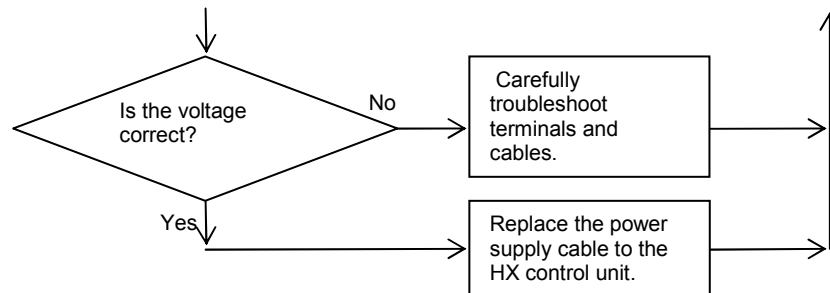 Is the voltage
correct?
No
Carefully
troubleshoot
terminals and
cables.
Yes
Replace the power
supply cable to the
HX control unit.